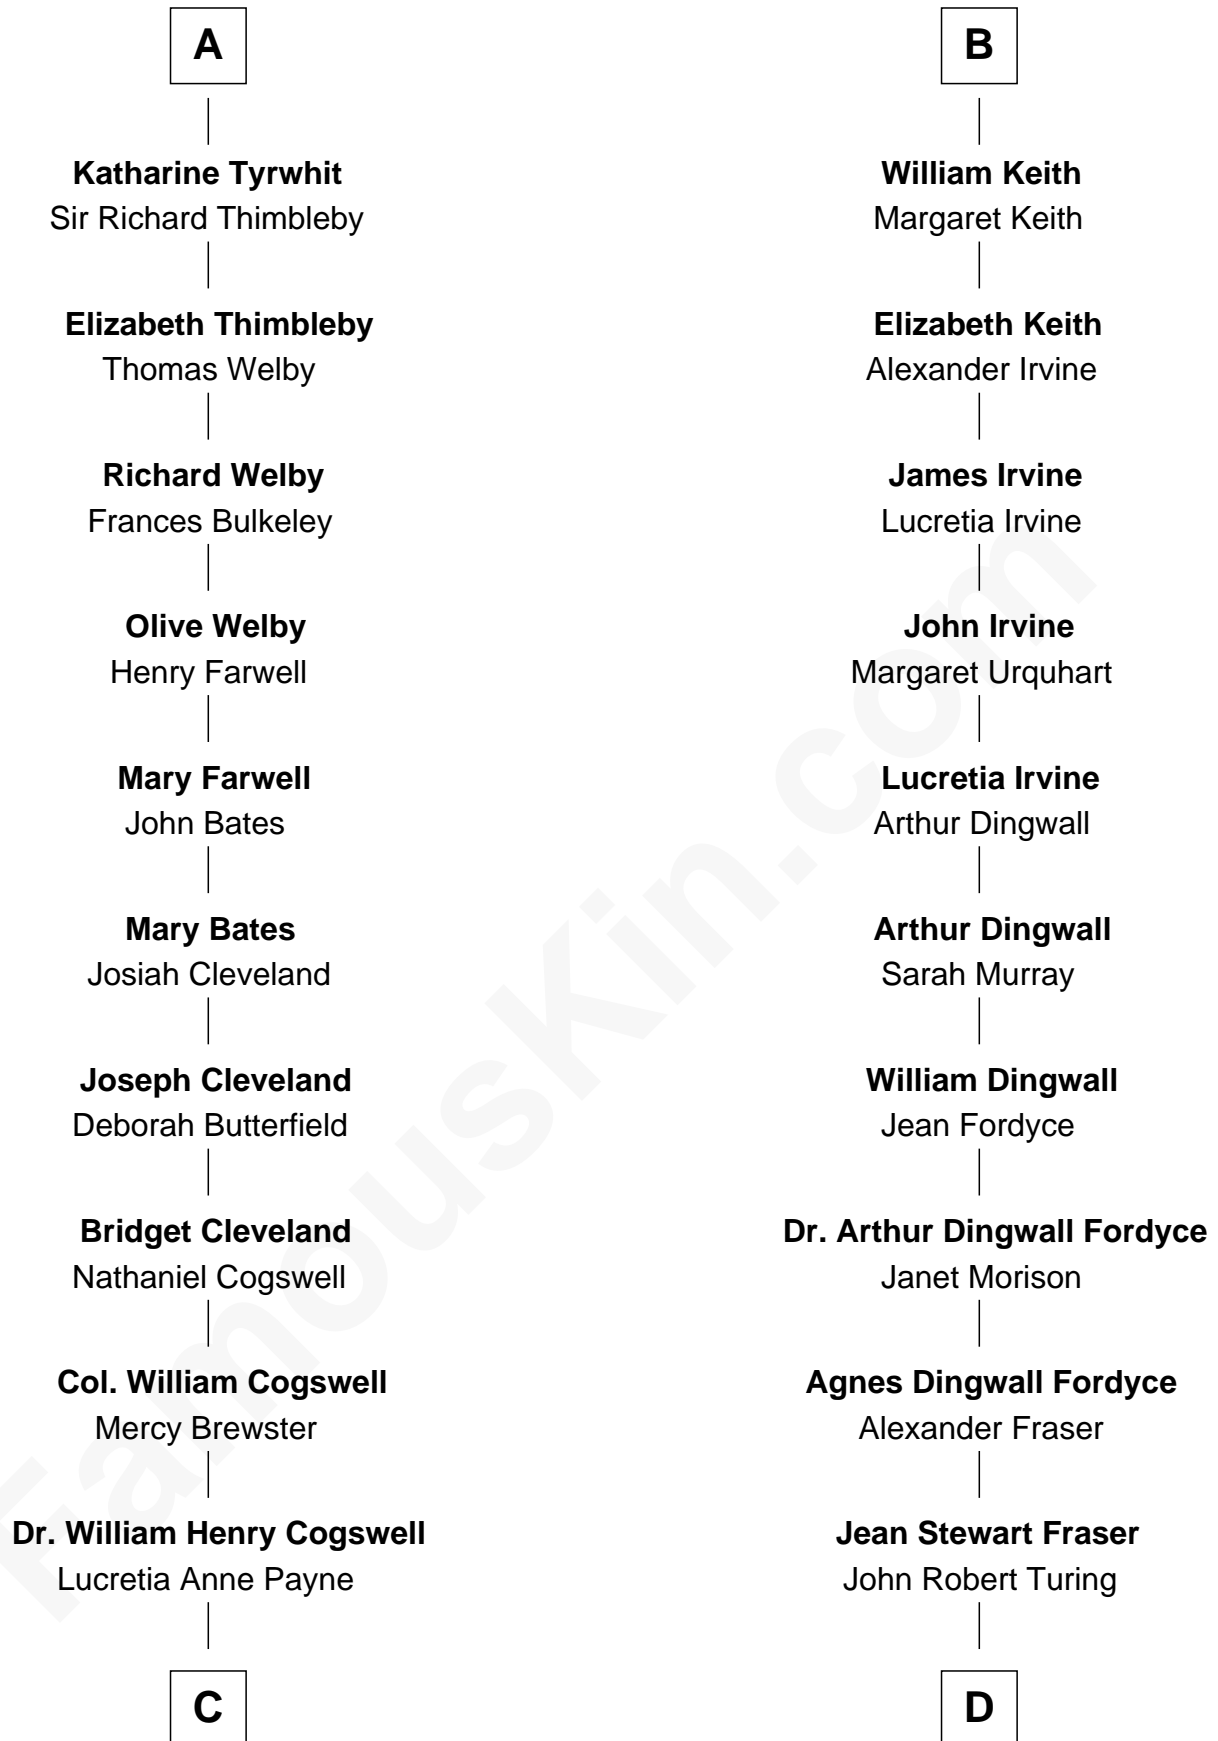 A
Katharine Tyrwhit
Sir Richard Thimbleby
Elizabeth Thimbleby
Thomas Welby
Richard Welby
Frances Bulkeley
Olive Welby
Henry Farwell
Mary Farwell
John Bates
Mary Bates
Josiah Cleveland
Joseph Cleveland
Deborah Butterfield
Bridget Cleveland
Nathaniel Cogswell
Col. William Cogswell
Mercy Brewster
Dr. William Henry Cogswell
Lucretia Anne Payne
C
B
William Keith
Margaret Keith
Elizabeth Keith
Alexander Irvine
James Irvine
Lucretia Irvine
John Irvine
Margaret Urquhart
Lucretia Irvine
Arthur Dingwall
Arthur Dingwall
Sarah Murray
William Dingwall
Jean Fordyce
Dr. Arthur Dingwall Fordyce
Janet Morison
Agnes Dingwall Fordyce
Alexander Fraser
Jean Stewart Fraser
John Robert Turing
D
FamousKin.com